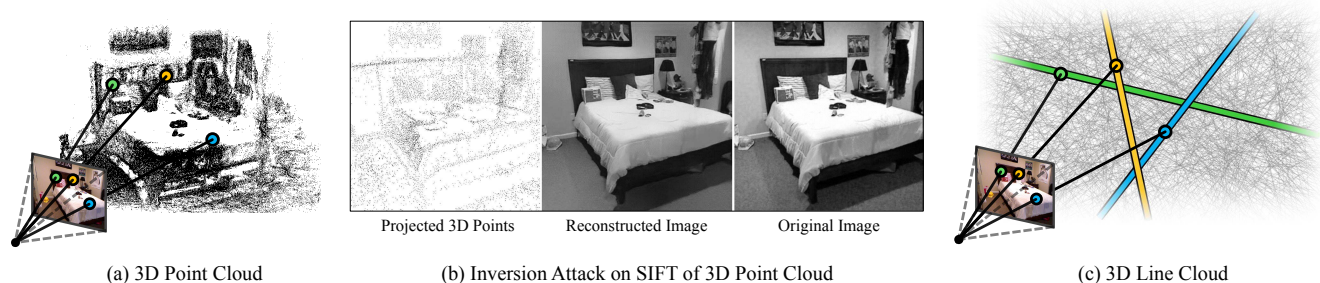 Projected 3D Points
Reconstructed Image
Original Image
(a) 3D Point Cloud
(b) Inversion Attack on SIFT of 3D Point Cloud
(c) 3D Line Cloud